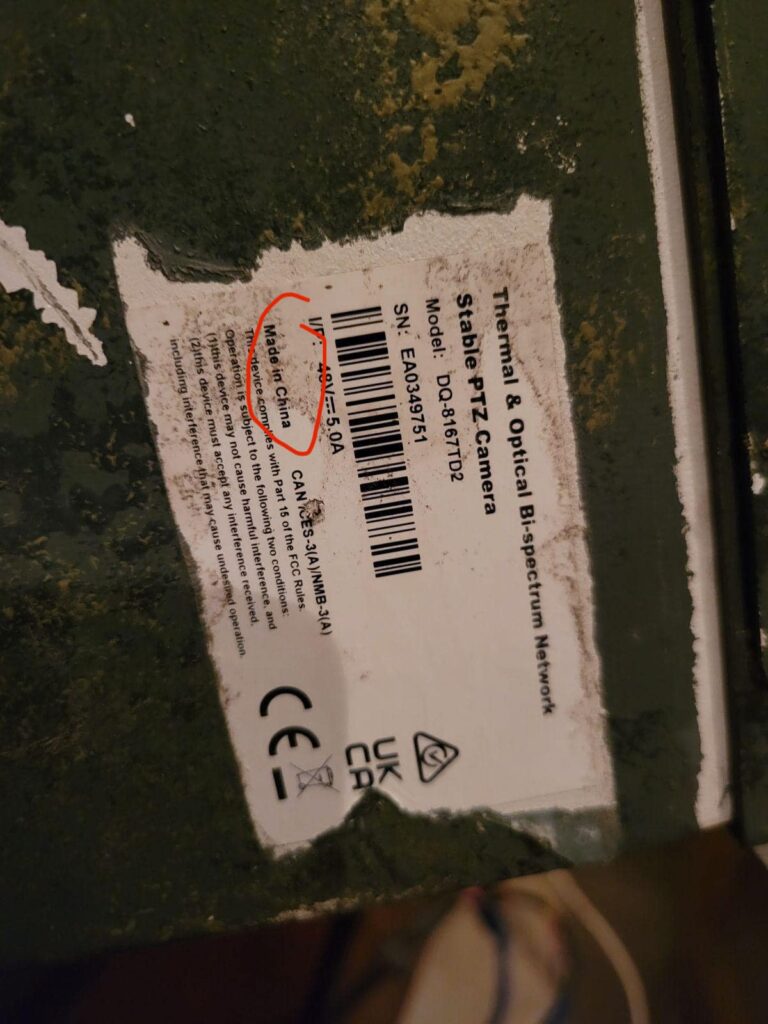 Thermal & Optical Bi-spectrum Network
Stable PTZ Camera
Model: DQ-8167TD2
SN: EA0349751
I/P: 48V⎓5.0A
CAN ICES-3(A)/NMB-3(A)
Made in China
This device complies with Part 15 of the FCC Rules.
Operation is subject to the following two conditions:
(1)this device may not cause harmful interference, and
(2)this device must accept any interference received,
including interference that may cause undesired operation.
UK
CA
CE